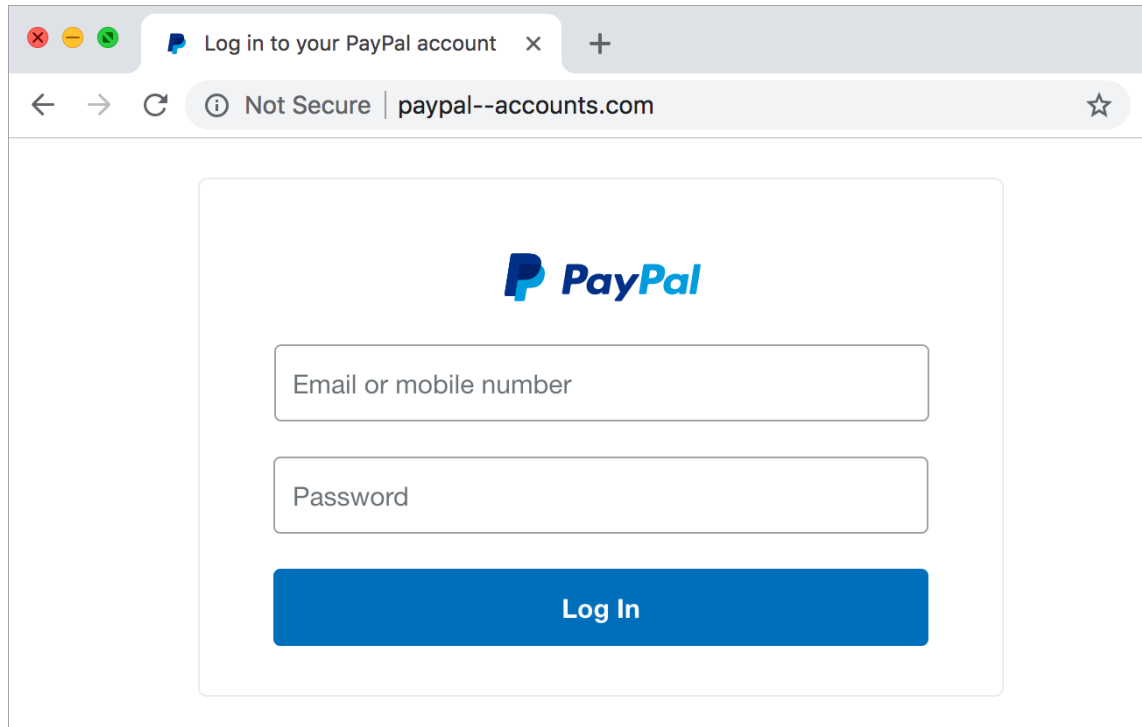 Log in to your PayPal account
Not Secure | paypal--accounts.com
PayPal
Email or mobile number
Password
Log In